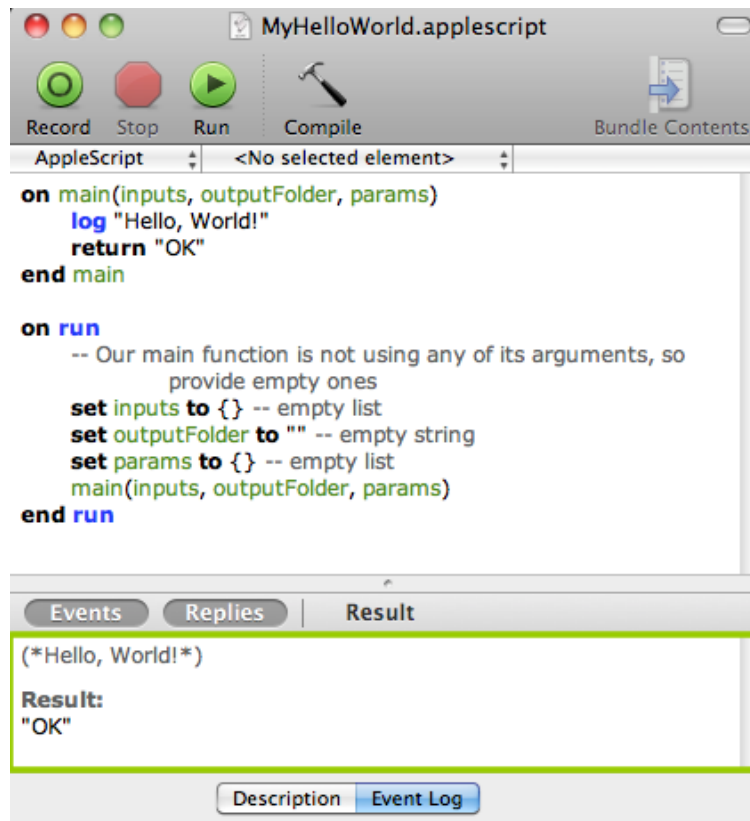 MyHelloWorld.applescript
Record Stop Run Compile Bundle Contents
AppleScript <No selected element>
on main(inputs, outputFolder, params)
log "Hello, World!"
return "OK"
end main
on run
-- Our main function is not using any of its arguments, so
provide empty ones
set inputs to {} -- empty list
set outputFolder to "" -- empty string
set params to {} -- empty list
main(inputs, outputFolder, params)
end run
Events Replies Result
(*Hello, World!*)
Result:
"OK"
Description Event Log